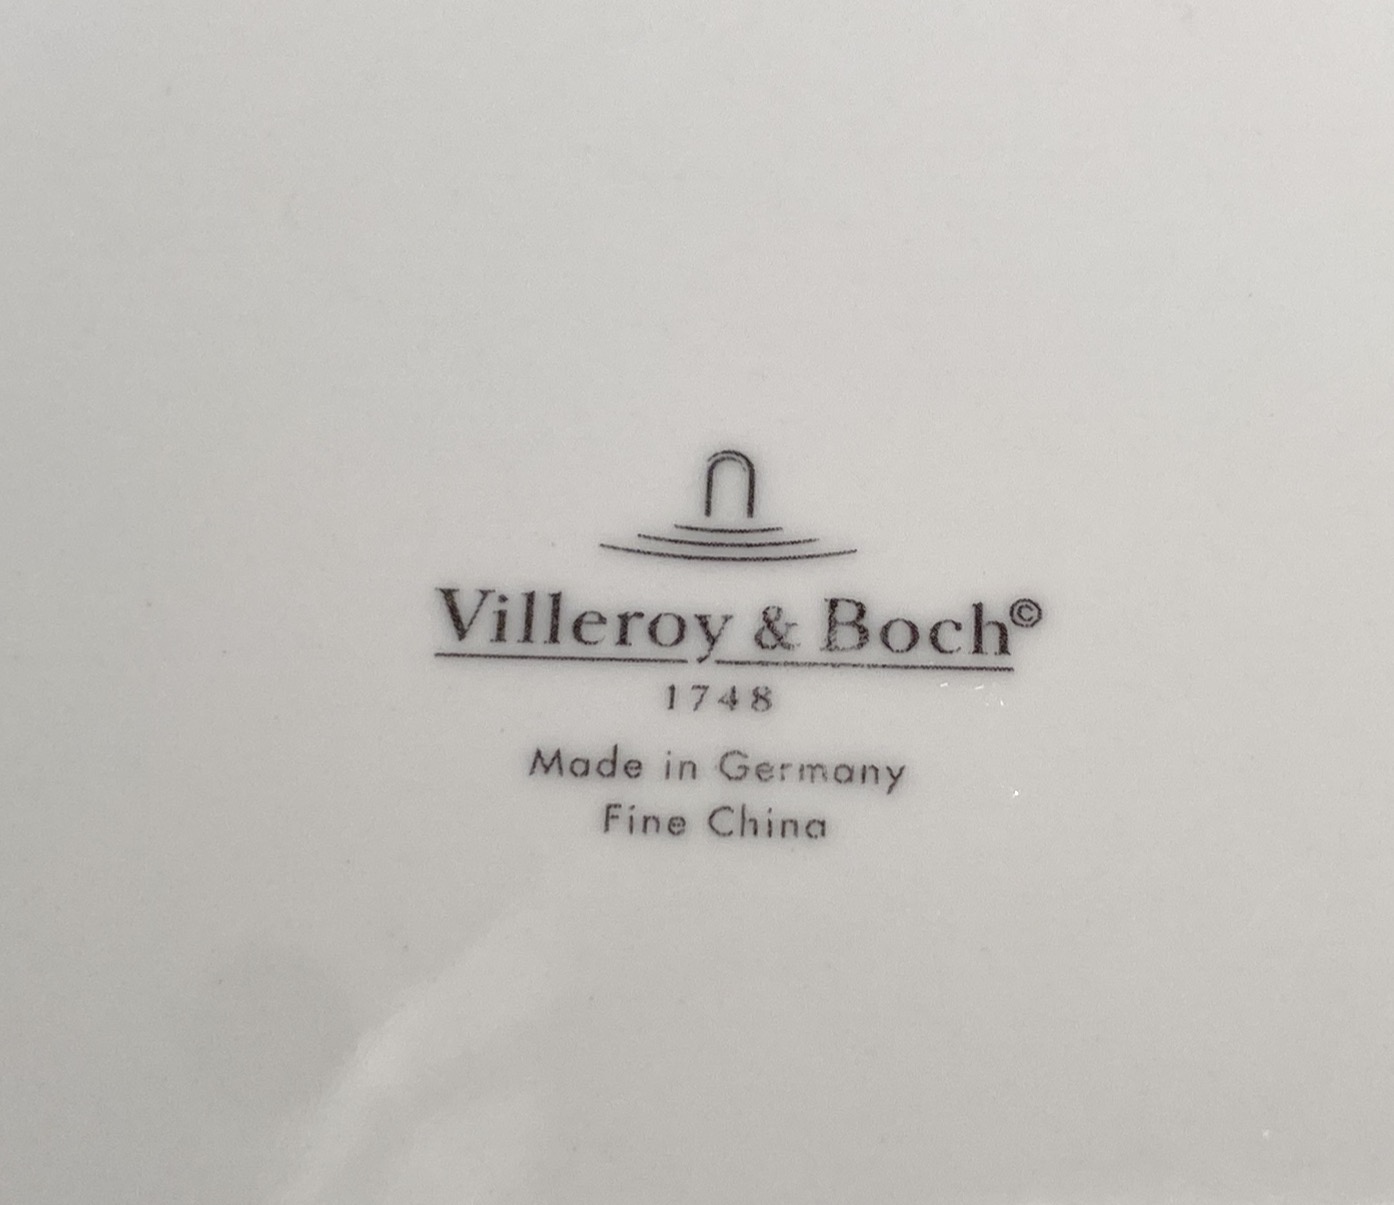 Villeroy & Boch©
1748
Made in Germany
Fine China